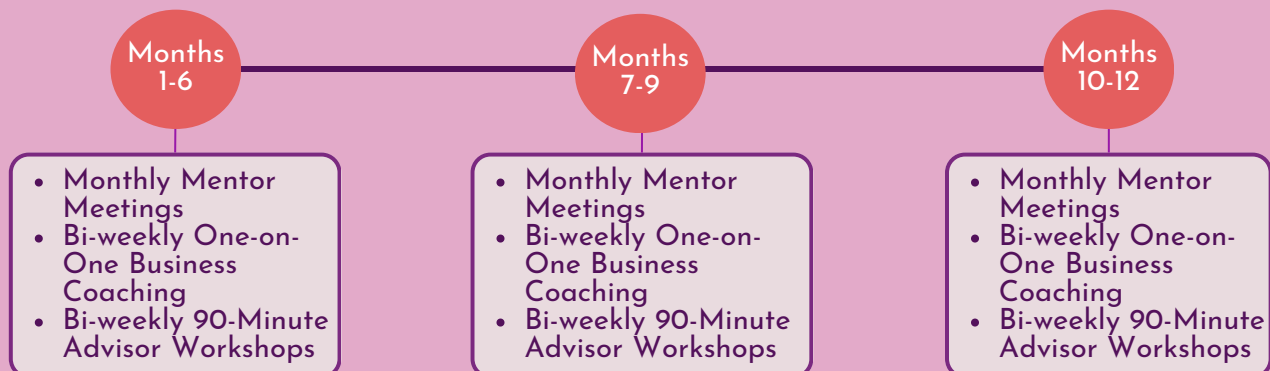 Months
1-6
Months
7-9
Months
10-12
• Monthly Mentor
Meetings
• Bi-weekly One-on-
One Business
Coaching
• Bi-weekly 90-Minute
Advisor Workshops
• Monthly Mentor
Meetings
• Bi-weekly One-on-
One Business
Coaching
• Bi-weekly 90-Minute
Advisor Workshops
• Monthly Mentor
Meetings
• Bi-weekly One-on-
One Business
Coaching
• Bi-weekly 90-Minute
Advisor Workshops